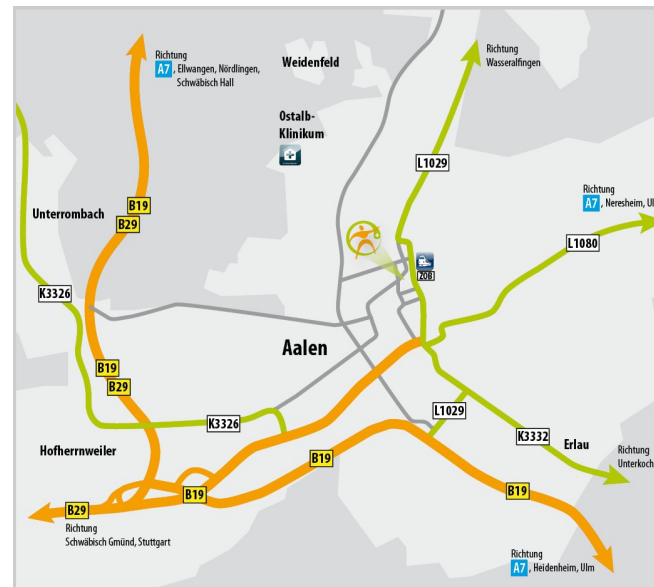 Richtung
A7, Ellwangen, Nördlingen,
Schwäbisch Hall
Weidenfeld
Richtung
Wasseralfingen
Ostalb-
Klinikum
L1029
Richtung
A7, Neresheim, Ul
B19
Unterrombach
B29
L1080
ZOB
K3326
Aalen
B19
B29
L1029
K3326
K3332
Erlau
Hofherrnweiler
B19
Richtung
Unterkoch
B19
B19
B29
Richtung
Schwäbisch Gmünd, Stuttgart
Richtung
A7, Heidenheim, Ulm